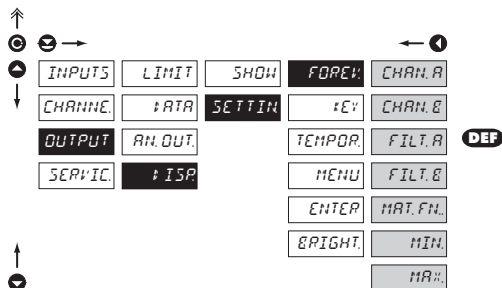 INPUTS LIMIT SHOW FOREV. CHAN. A
CHANNE. DATA SETTIN. KEY CHAN. B
OUTPUT AN. OUT. TEMPOR. FILT. A DEF
SERVIC. DISP. MENU FILT. B
ENTER MAT. FN..
BRIGHT. MIN.
MAX.